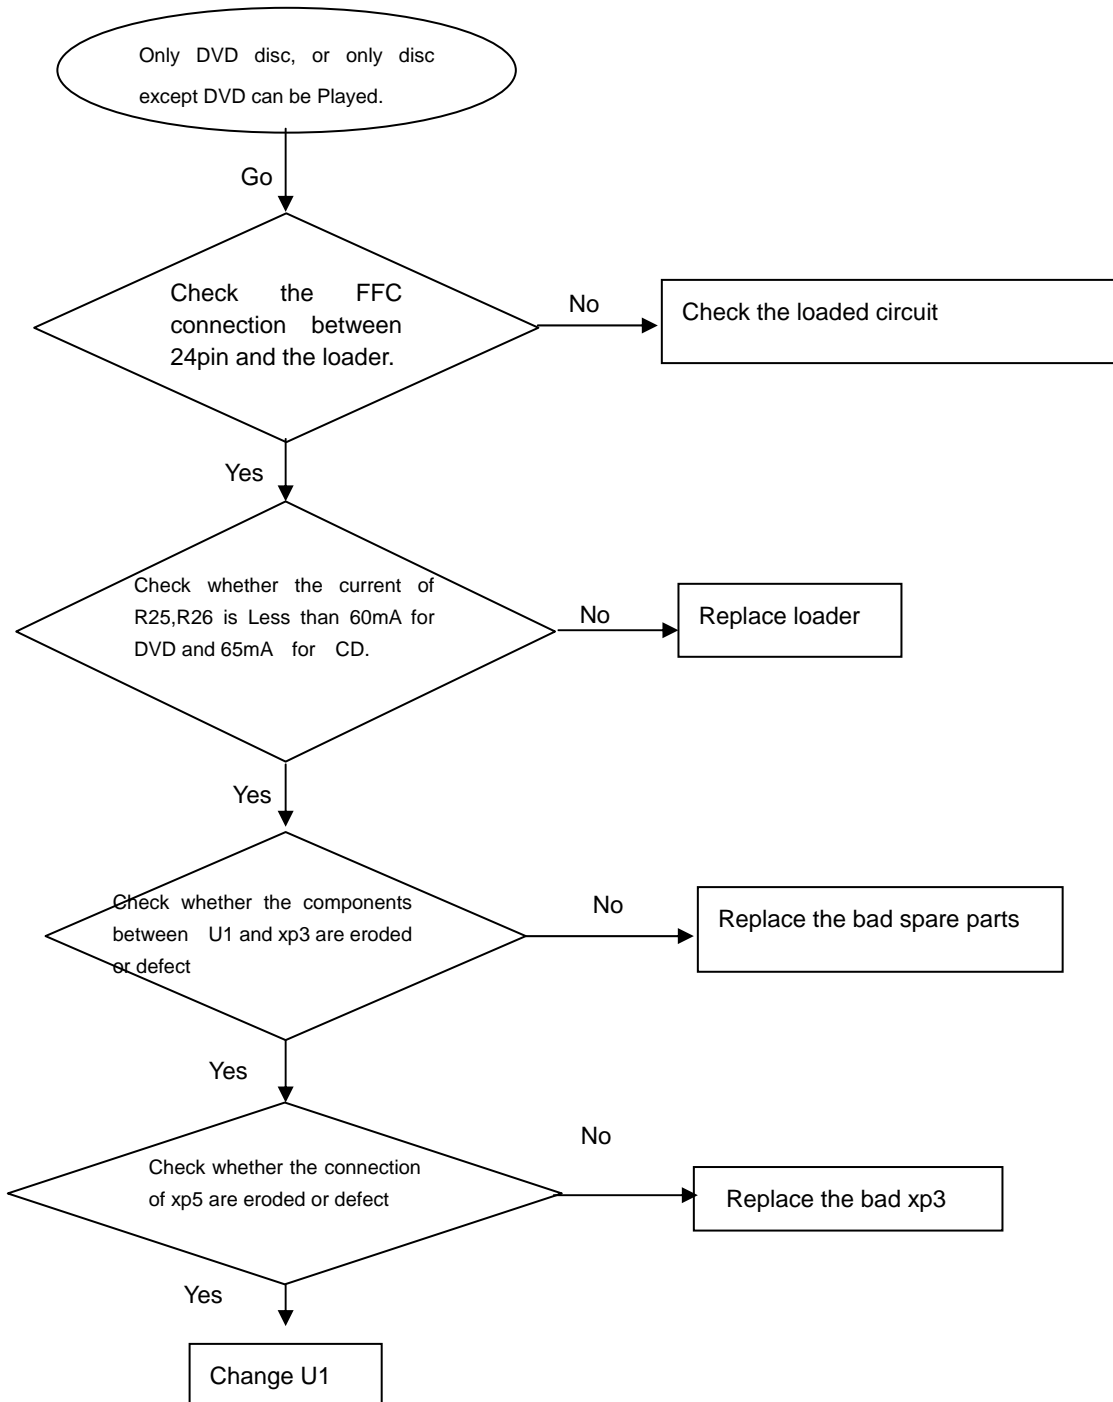 Only DVD disc, or only disc
except DVD can be Played.
Go
Check the FFC
connection between
24pin and the loader.
No
Check the loaded circuit
Yes
Check whether the current of
R25,R26 is Less than 60mA for
DVD and 65mA for CD.
No
Replace loader
Yes
Check whether the components
between U1 and xp3 are eroded
or defect
No
Replace the bad spare parts
Yes
Check whether the connection
of xp5 are eroded or defect
No
Replace the bad xp3
Yes
Change U1